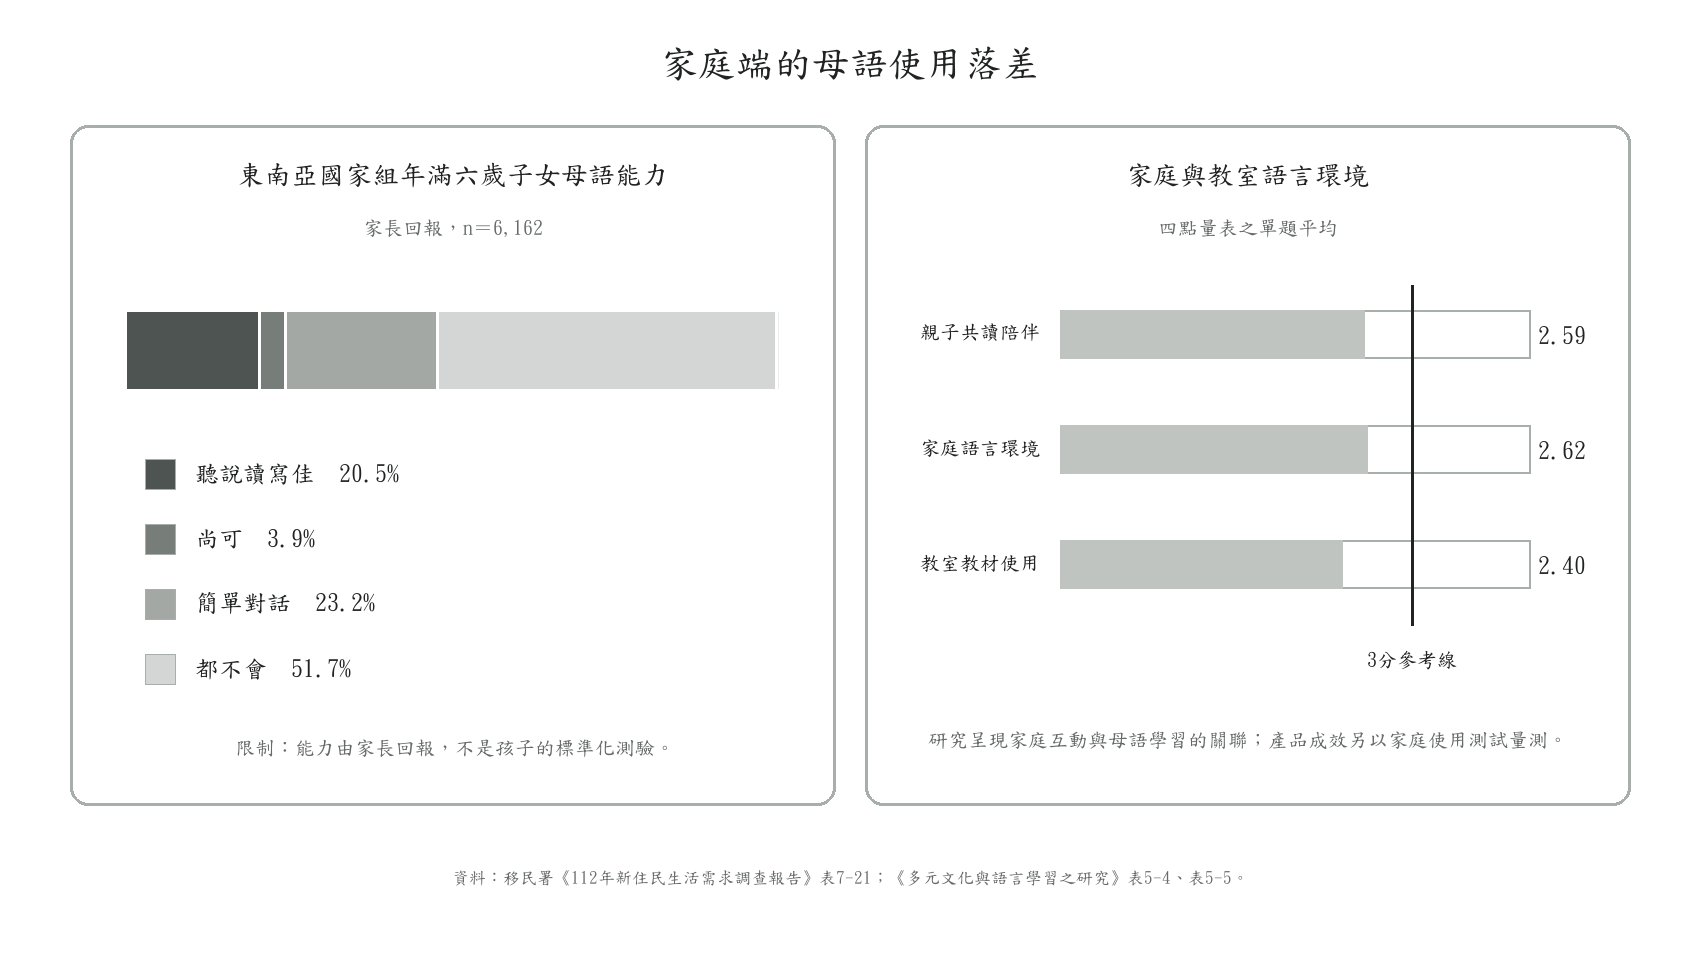 家庭端的母語使用落差
東南亞國家組年滿六歲子女母語能力
家長回報，n＝6,162
聽說讀寫佳　20.5%
尚可　3.9%
簡單對話　23.2%
都不會　51.7%
限制：能力由家長回報，不是孩子的標準化測驗。
家庭與教室語言環境
四點量表之單題平均
親子共讀陪伴　2.59
家庭語言環境　2.62
教室教材使用　2.40
3分參考線
研究呈現家庭互動與母語學習的關聯；產品成效另以家庭使用測試量測。
資料：移民署《112年新住民生活需求調查報告》表7-21；《多元文化與語言學習之研究》表5-4、表5-5。